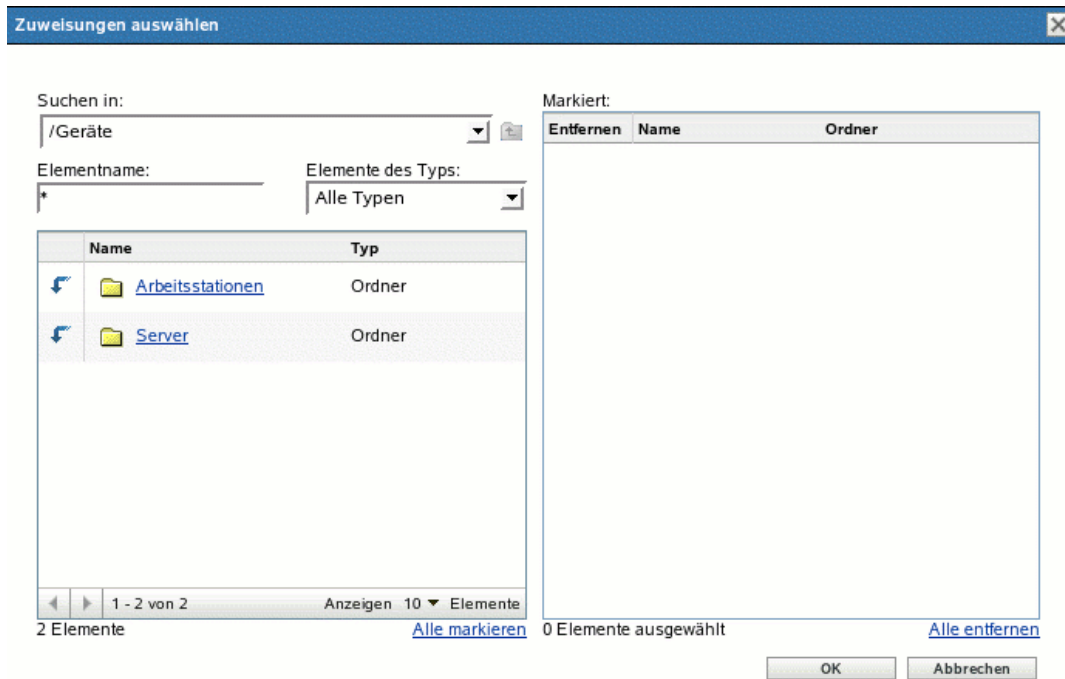 Zuweisungen auswählen
Suchen in:
/Geräte
Elementname:
Elemente des Typs:
*
Alle Typen
Name Typ
Arbeitsstationen Ordner
Server Ordner
1 - 2 von 2 Anzeigen 10 Elemente
2 Elemente Alle markieren
Markiert:
Entfernen Name Ordner
0 Elemente ausgewählt Alle entfernen
OK Abbrechen